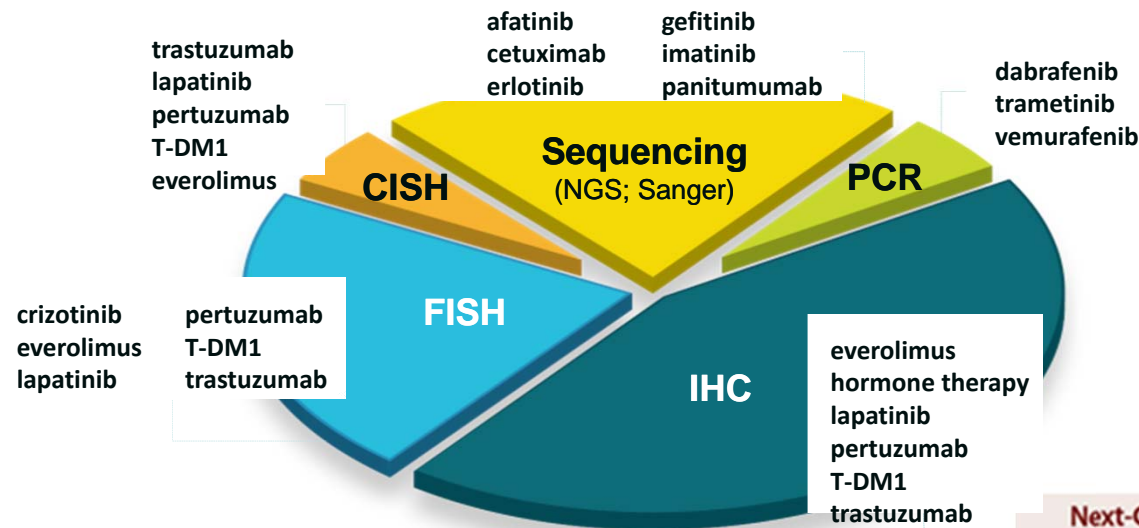 afatinib gefitinib
cetuximab imatinib
erlotinib panitumumab
trastuzumab
lapatinib
pertuzumab
T-DM1
everolimus
dabrafenib
trametinib
vemurafenib
Sequencing
(NGS; Sanger)
CISH
PCR
FISH
IHC
crizotinib pertuzumab
everolimus T-DM1
lapatinib trastuzumab
everolimus
hormone therapy
lapatinib
pertuzumab
T-DM1
trastuzumab
Next-